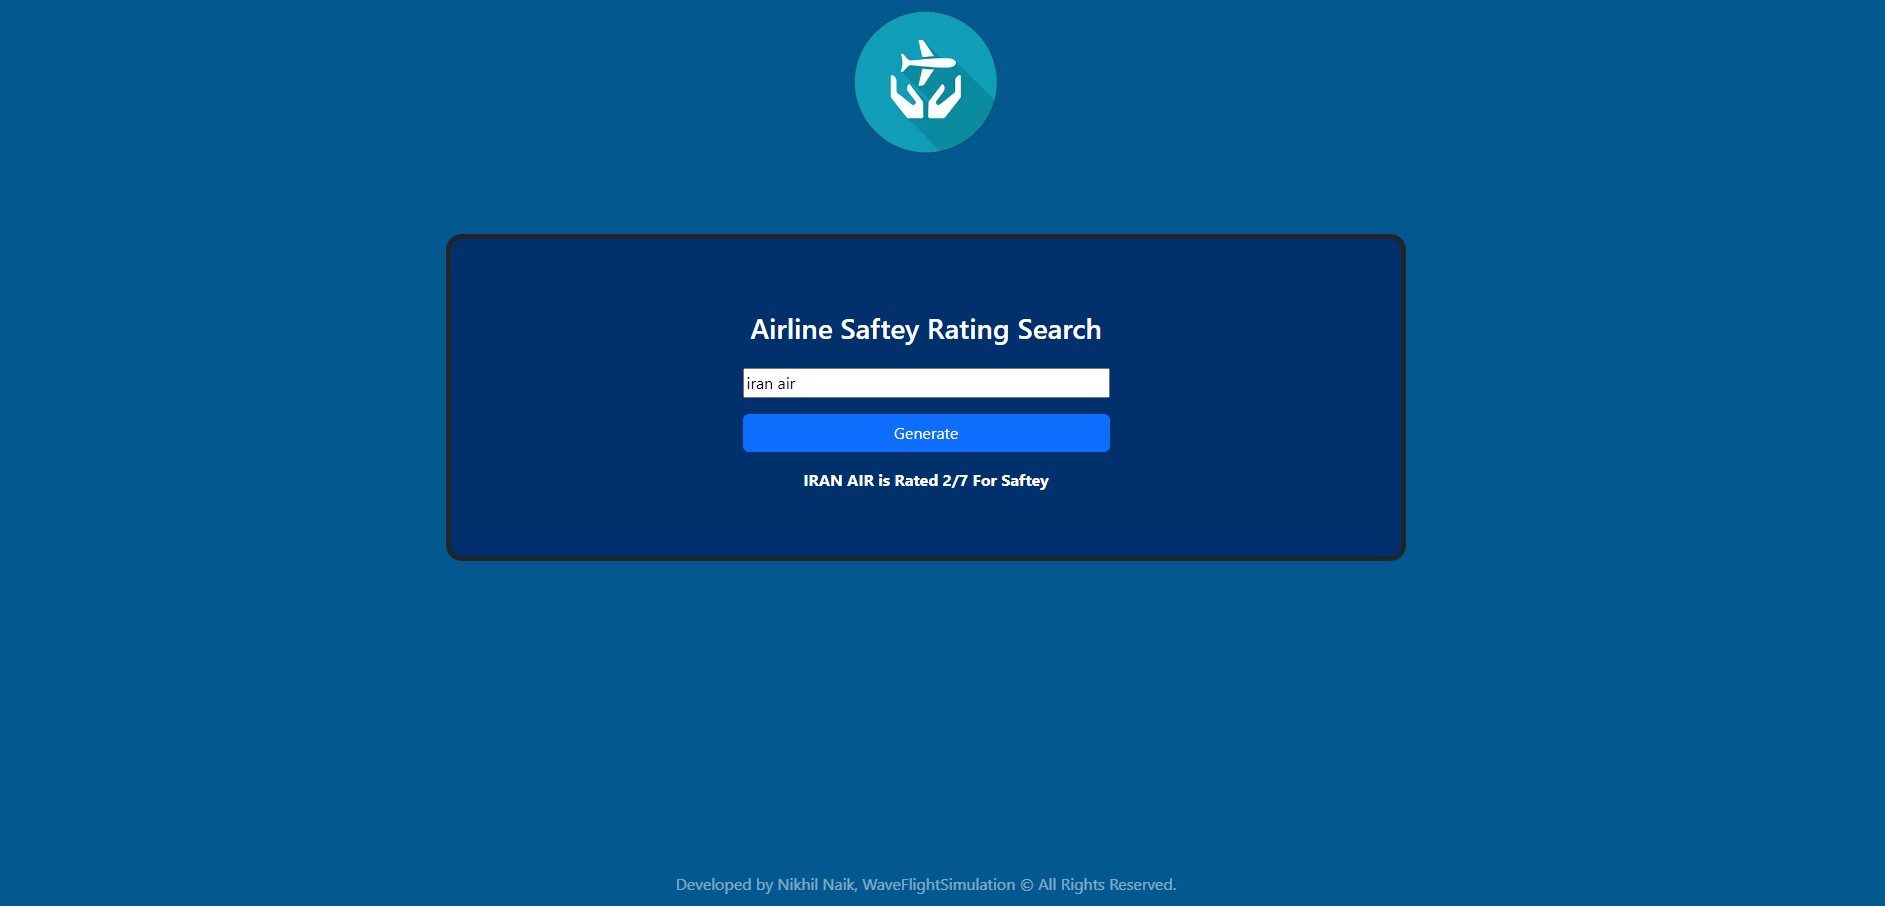 Airline Saftey Rating Search
iran air
Generate
IRAN AIR is Rated 2/7 For Saftey
Developed by Nikhil Naik, WaveFlightSimulation © All Rights Reserved.